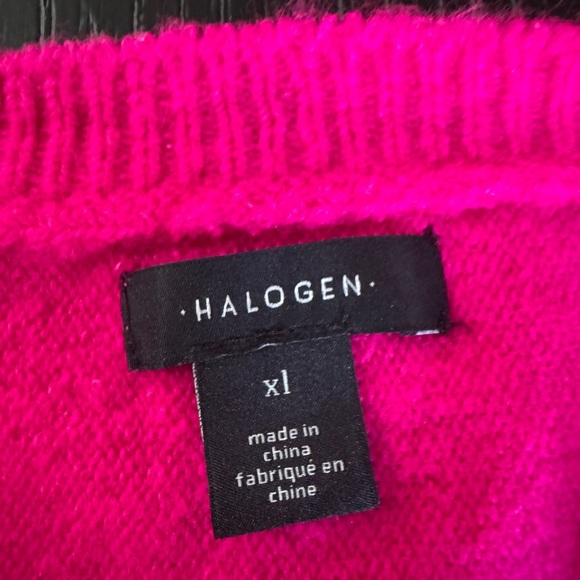 ·HALOGEN·
xl
made in
china
fabriqué en
chine